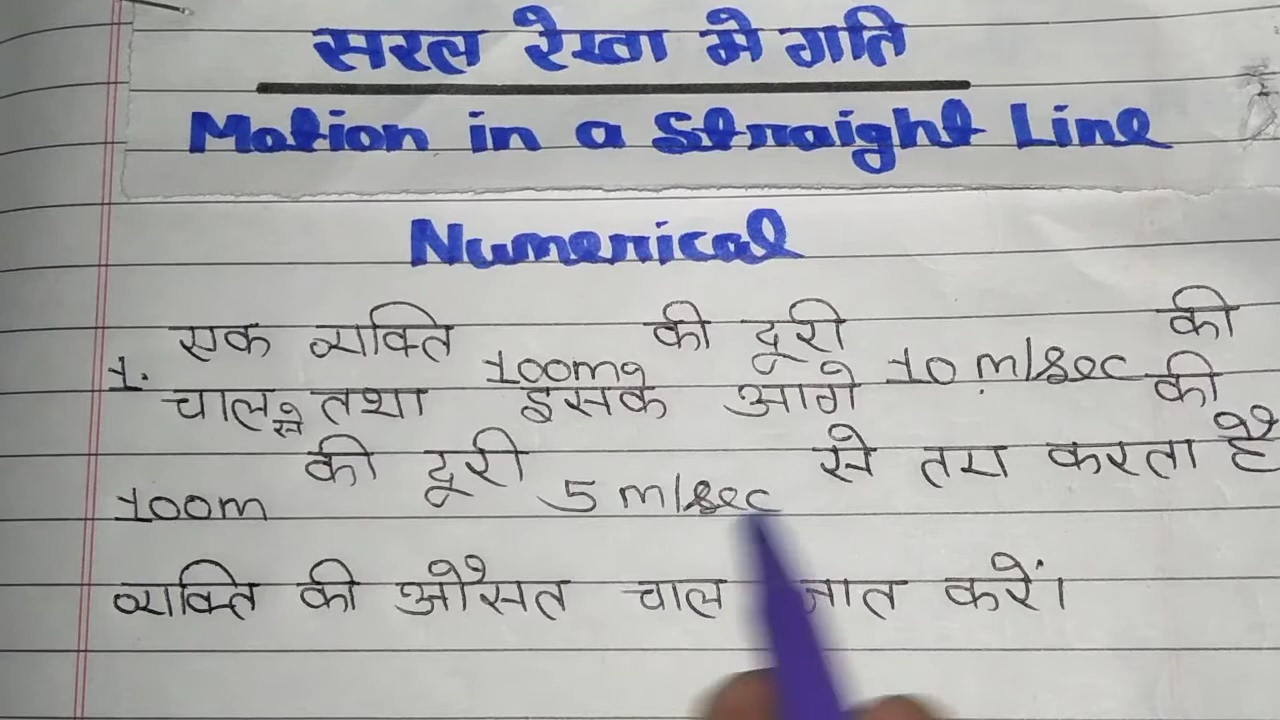 सरल रेखा मे गति
Motion in a Straight Line
Numerical
1. एक व्यक्ति 100m की दूरी 10 m/sec की
चाल से तथा इसके आगे की
100m की दूरी 5 m/sec से तय करता है
व्यक्ति की औसत चाल ज्ञात करें।